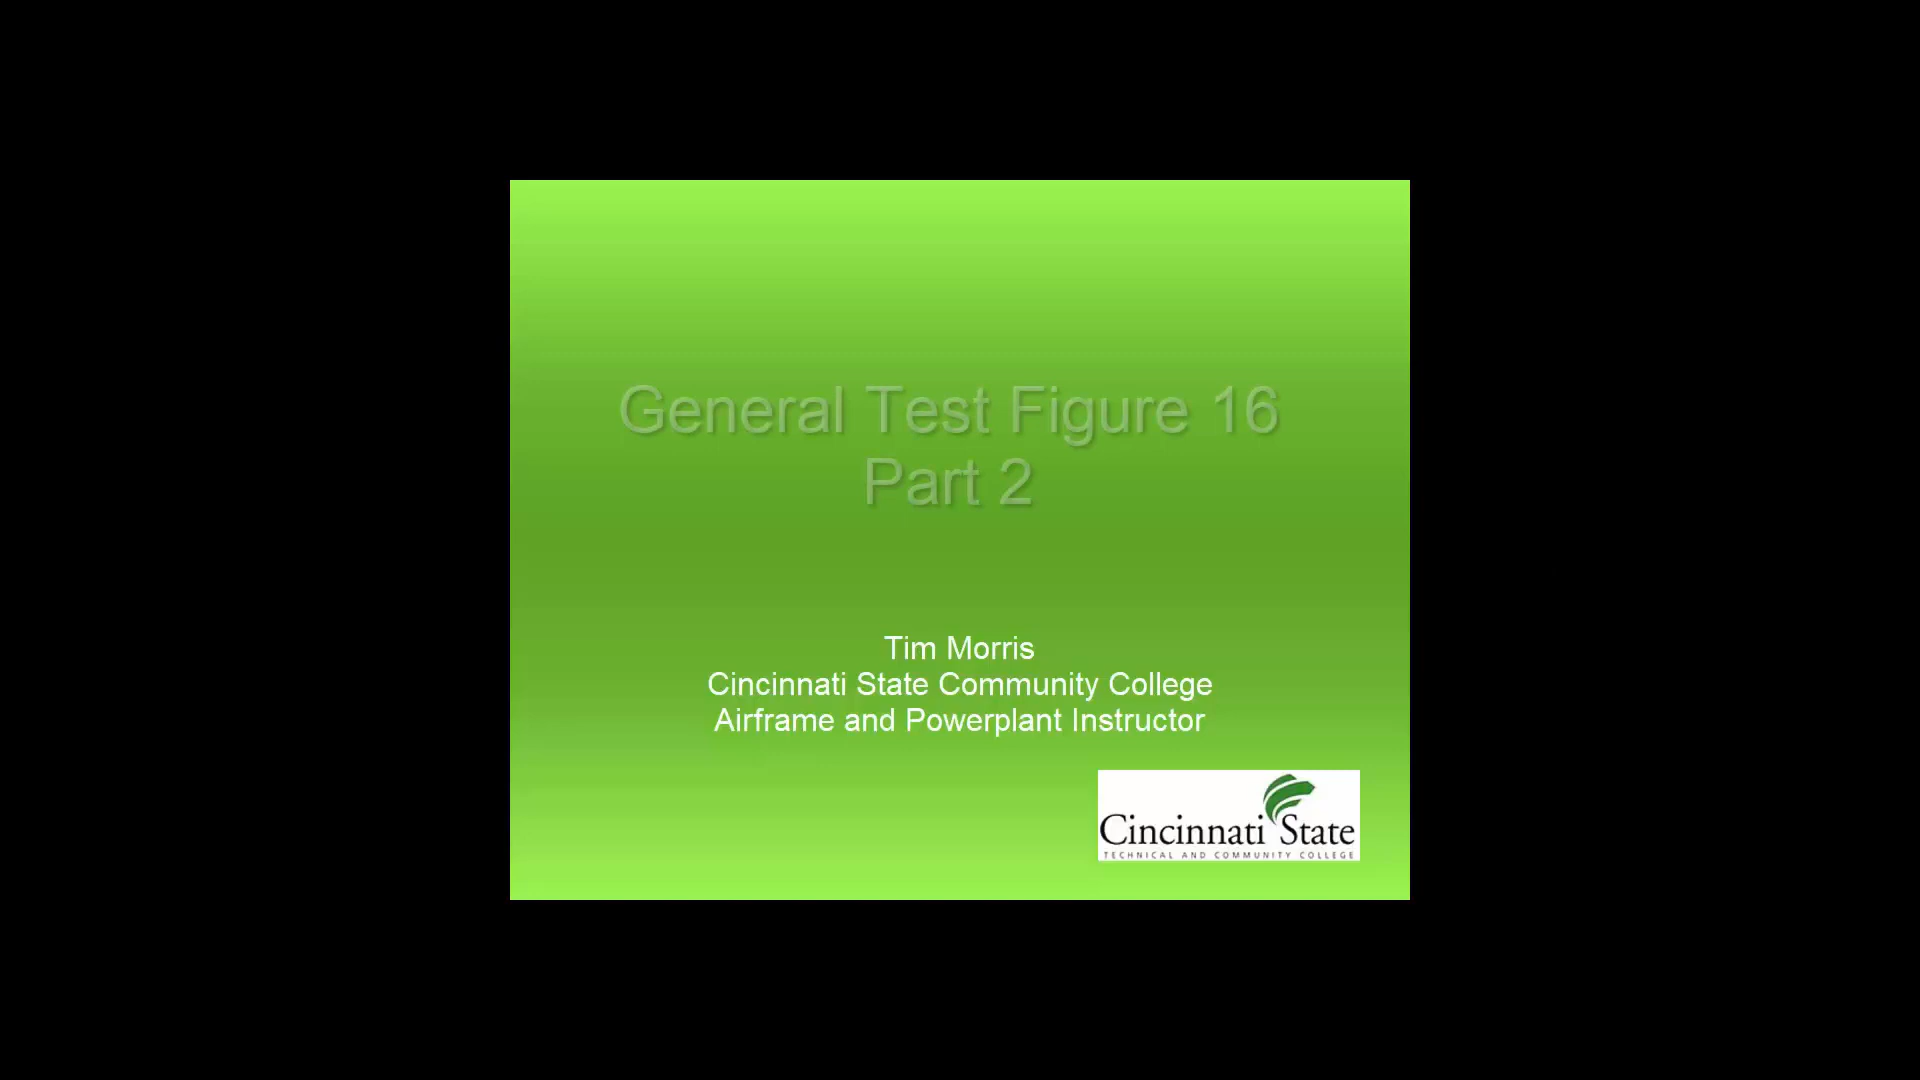 General Test Figure 16
Part 2
Tim Morris
Cincinnati State Community College
Airframe and Powerplant Instructor
Cincinnati State
TECHNICAL AND COMMUNITY COLLEGE